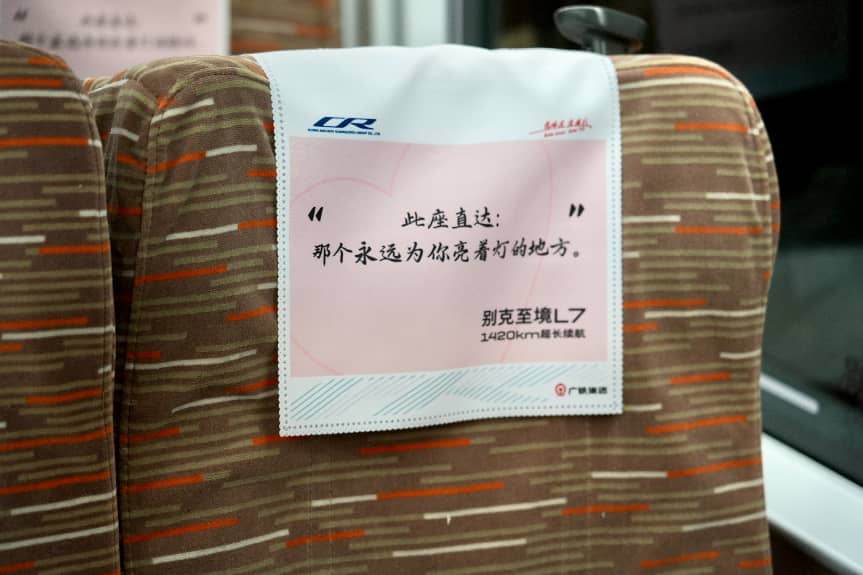 CR
“ 此座直达： ”
那个永远为你亮着灯的地方。
别克至境L7
1420km超长续航
广铁集团